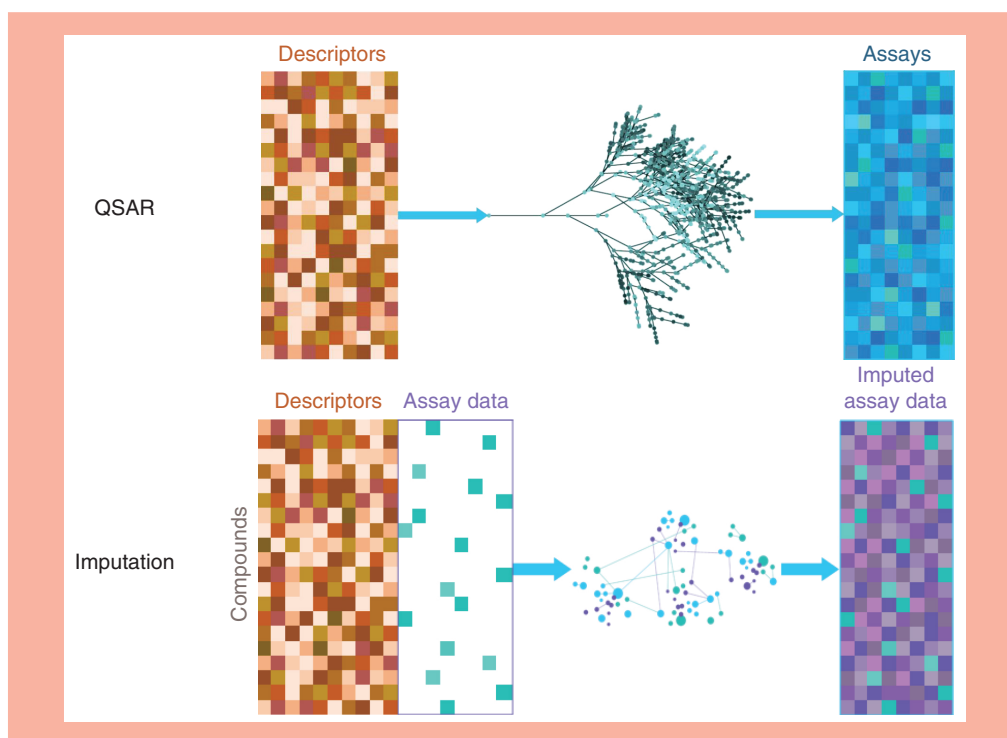 Descriptors
Assays
QSAR
Descriptors
Assay data
Imputed
assay data
Compounds
Imputation